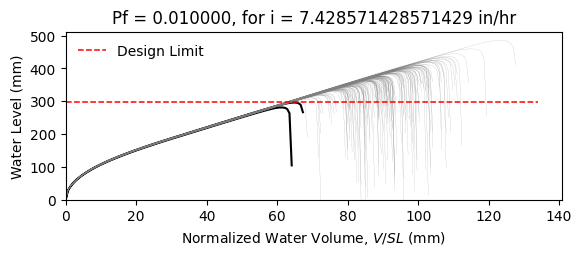 Pf = 0.010000, for i = 7.428571428571429 in/hr
Design Limit
Water Level (mm)
500
400
300
200
100
0
0 20 40 60 80 100 120 140
Normalized Water Volume, V/SL (mm)